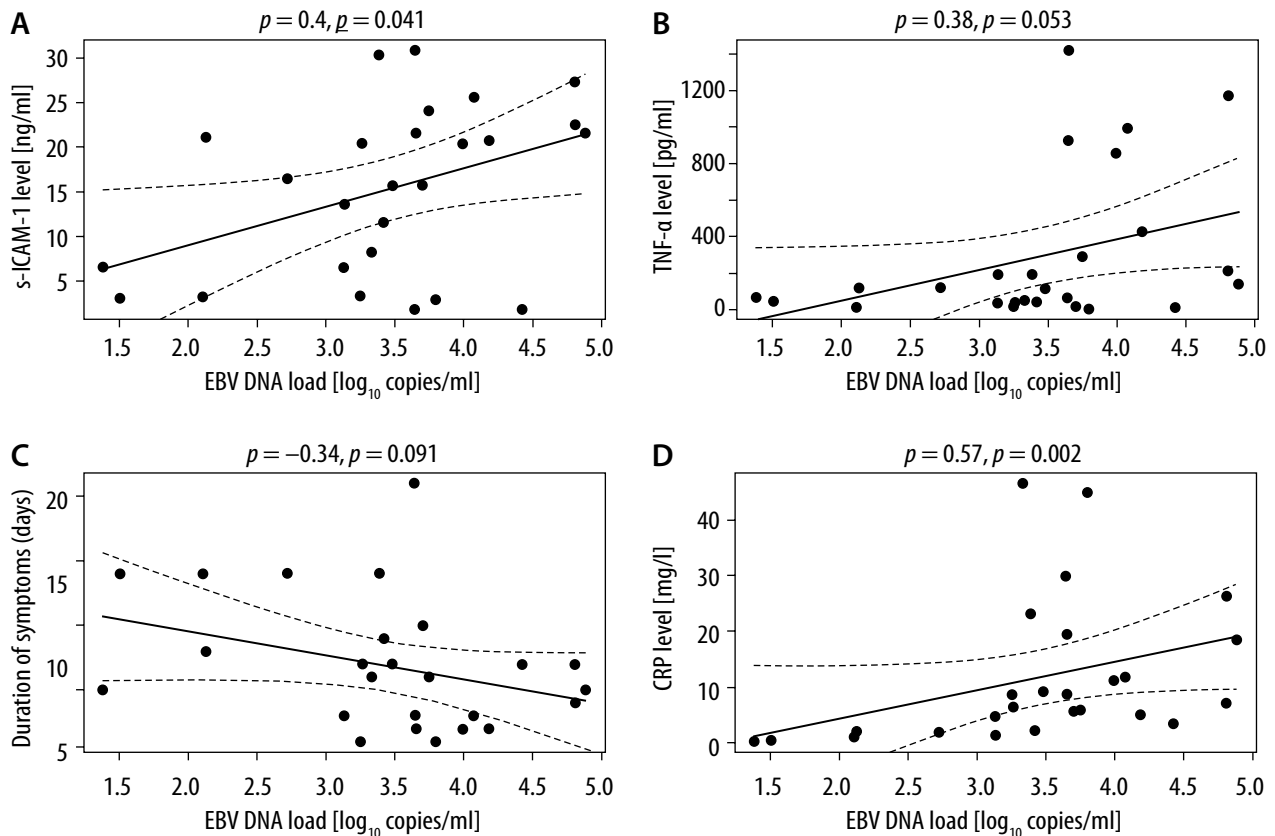 A
p = 0.4, p = 0.041
s-ICAM-1 level [ng/ml]
30
25
20
15
10
5
1.5 2.0 2.5 3.0 3.5 4.0 4.5 5.0
EBV DNA load [log10 copies/ml]
B
p = 0.38, p = 0.053
TNF-α level [pg/ml]
1200
800
400
0
1.5 2.0 2.5 3.0 3.5 4.0 4.5 5.0
EBV DNA load [log10 copies/ml]
C
p = −0.34, p = 0.091
Duration of symptoms (days)
20
15
10
5
1.5 2.0 2.5 3.0 3.5 4.0 4.5 5.0
EBV DNA load [log10 copies/ml]
D
p = 0.57, p = 0.002
CRP level [mg/l]
40
30
20
10
0
1.5 2.0 2.5 3.0 3.5 4.0 4.5 5.0
EBV DNA load [log10 copies/ml]